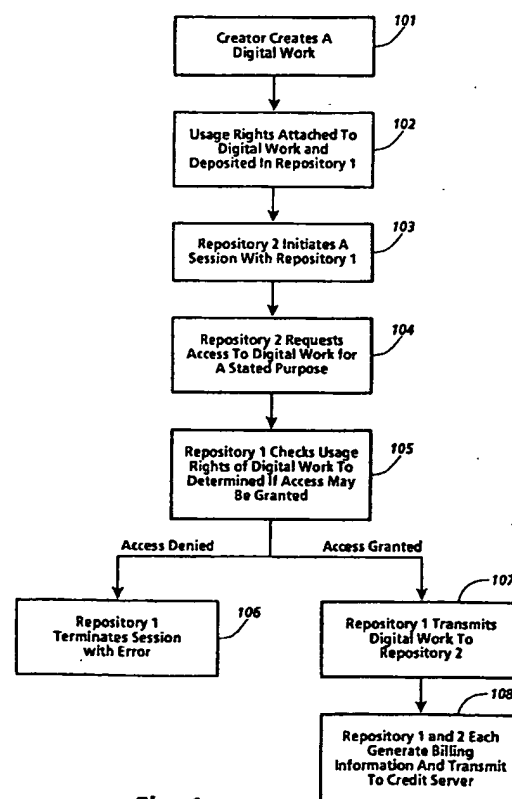 Creator Creates A
Digital Work
101
Usage Rights Attached To
Digital Work and
Deposited In Repository 1
102
Repository 2 Initiates A
Session With Repository 1
103
Repository 2 Requests
Access To Digital Work for
A Stated Purpose
104
Repository 1 Checks Usage
Rights of Digital Work To
Determined If Access May
Be Granted
105
Access Denied
Access Granted
Repository 1
Terminates Session
with Error
106
Repository 1 Transmits
Digital Work To
Repository 2
107
Repository 1 and 2 Each
Generate Billing
Information And Transmit
To Credit Server
108